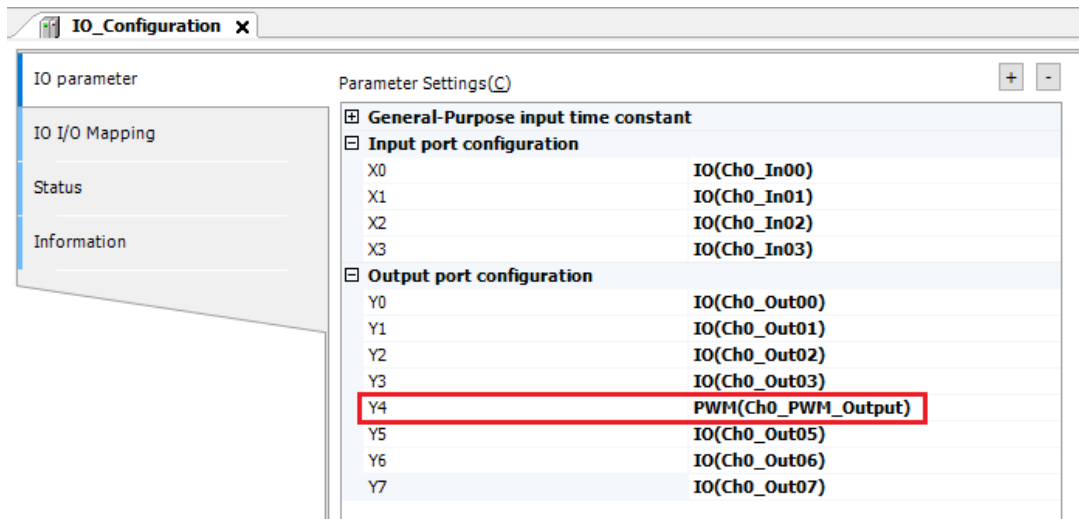 IO_Configuration X
IO parameter
IO I/O Mapping
Status
Information
Parameter Settings(C)
+ -
General-Purpose input time constant
Input port configuration
X0 IO(Ch0_In00)
X1 IO(Ch0_In01)
X2 IO(Ch0_In02)
X3 IO(Ch0_In03)
Output port configuration
Y0 IO(Ch0_Out00)
Y1 IO(Ch0_Out01)
Y2 IO(Ch0_Out02)
Y3 IO(Ch0_Out03)
Y4 PWM(Ch0_PWM_Output)
Y5 IO(Ch0_Out05)
Y6 IO(Ch0_Out06)
Y7 IO(Ch0_Out07)